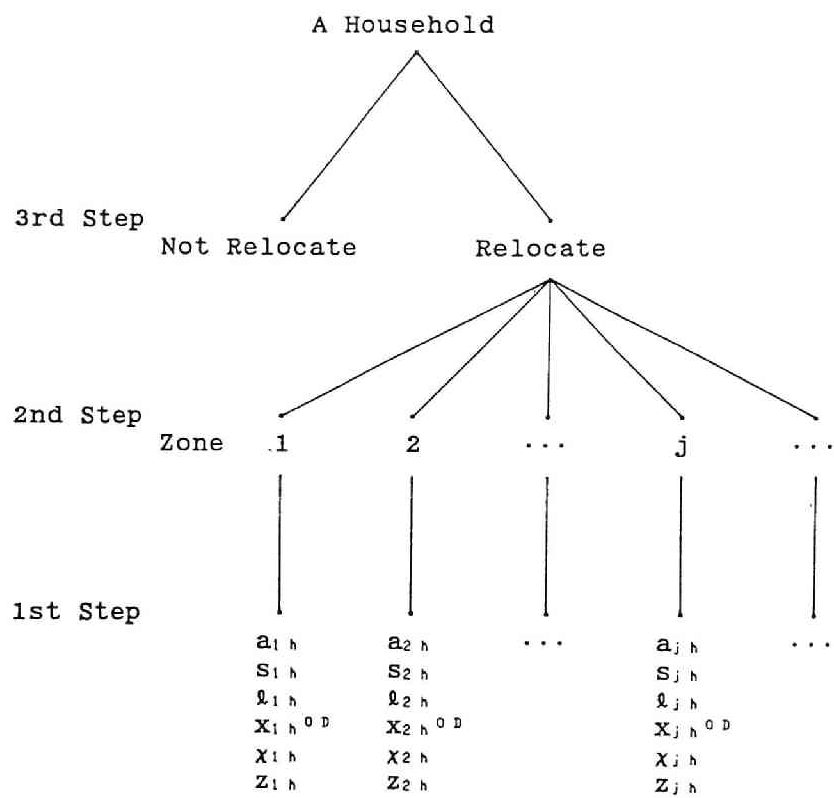 A Household
3rd Step
Not Relocate Relocate
2nd Step
Zone 1 2 ... j ...
1st Step
a₁ₕ a₂ₕ ... aⱼₕ ...
s₁ₕ s₂ₕ sⱼₕ
ℓ₁ₕ ℓ₂ₕ ℓⱼₕ
x₁ₕᴼᴰ x₂ₕᴼᴰ xⱼₕᴼᴰ
χ₁ₕ χ₂ₕ χⱼₕ
z₁ₕ z₂ₕ zⱼₕ